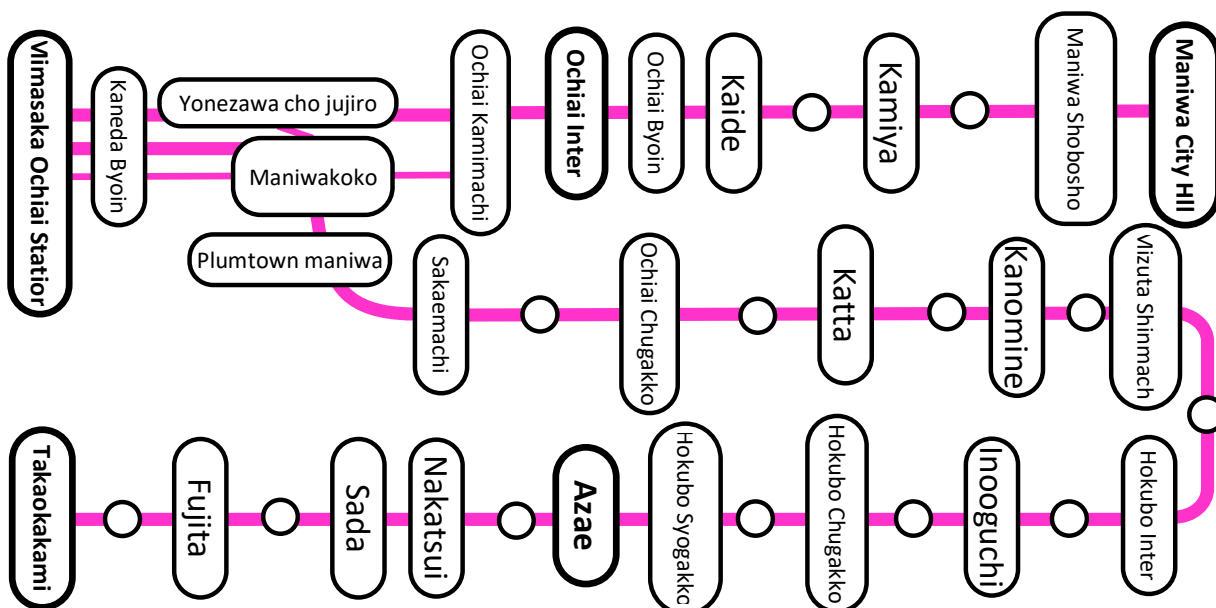 Mimasaka Ochiai Statior
Kaneda Byoin
Yonezawa cho jujiro
Maniwakoko
Plumtown maniwa
Ochiai Kamimachi
Ochiai Inter
Ochiai Byoin
Kaide
Kamiya
Maniwa Shobosho
Maniwa City Hll
Sakaemachi
Ochiai Chugakko
Katta
Kanomine
Mizuta Shinmach
Takaokakami
Fujita
Sada
Nakatsui
Azae
Hokubo Syogakko
Hokubo Chugakko
Inooguchi
Hokubo Inter